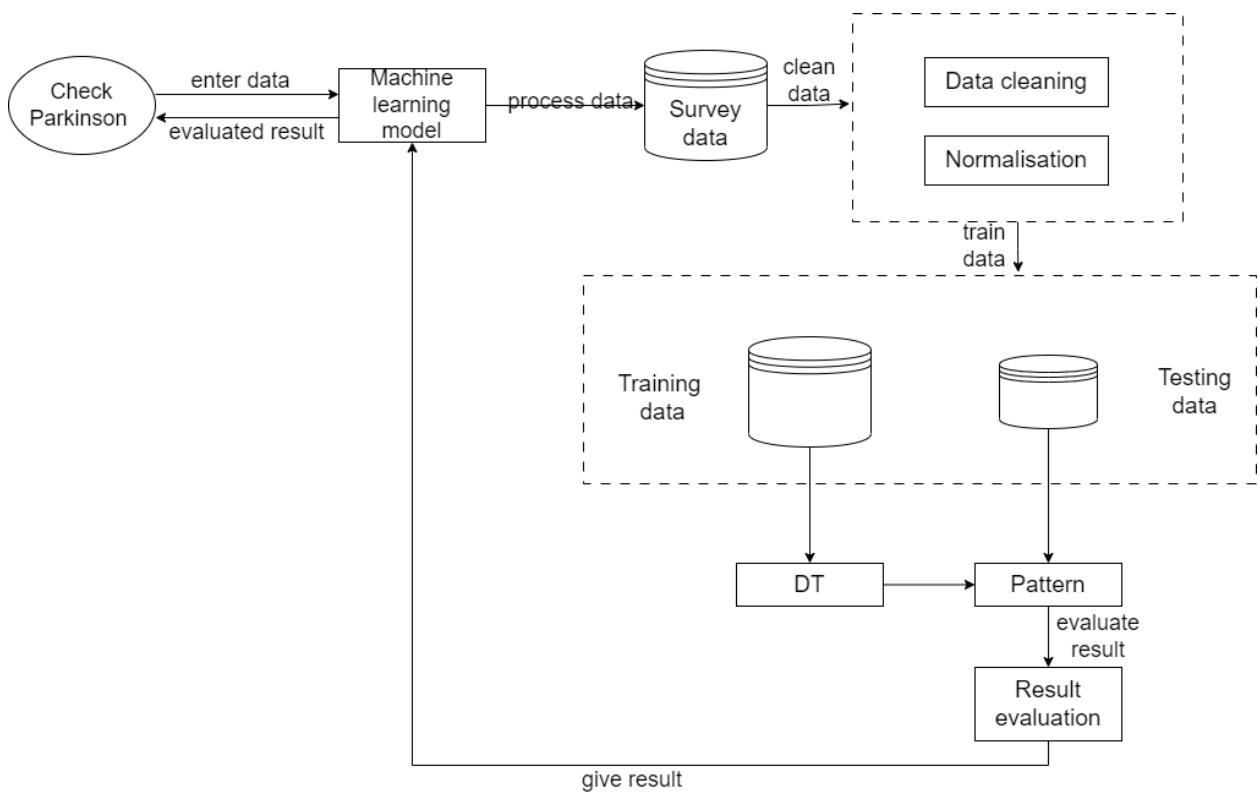 Check
Parkinson
enter data
evaluated result
Machine
learning
model
process data
Survey
data
clean
data
Data cleaning
Normalisation
train
data
Training
data
Testing
data
DT
Pattern
evaluate
result
Result
evaluation
give result